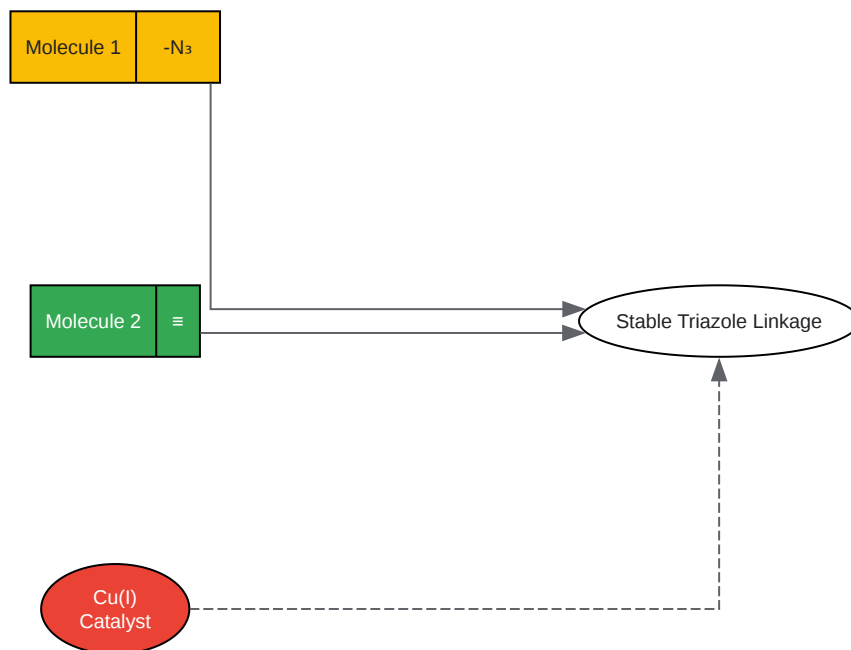 Molecule 1
-N₃
Molecule 2
≡
Stable Triazole Linkage
Cu(I)
Catalyst